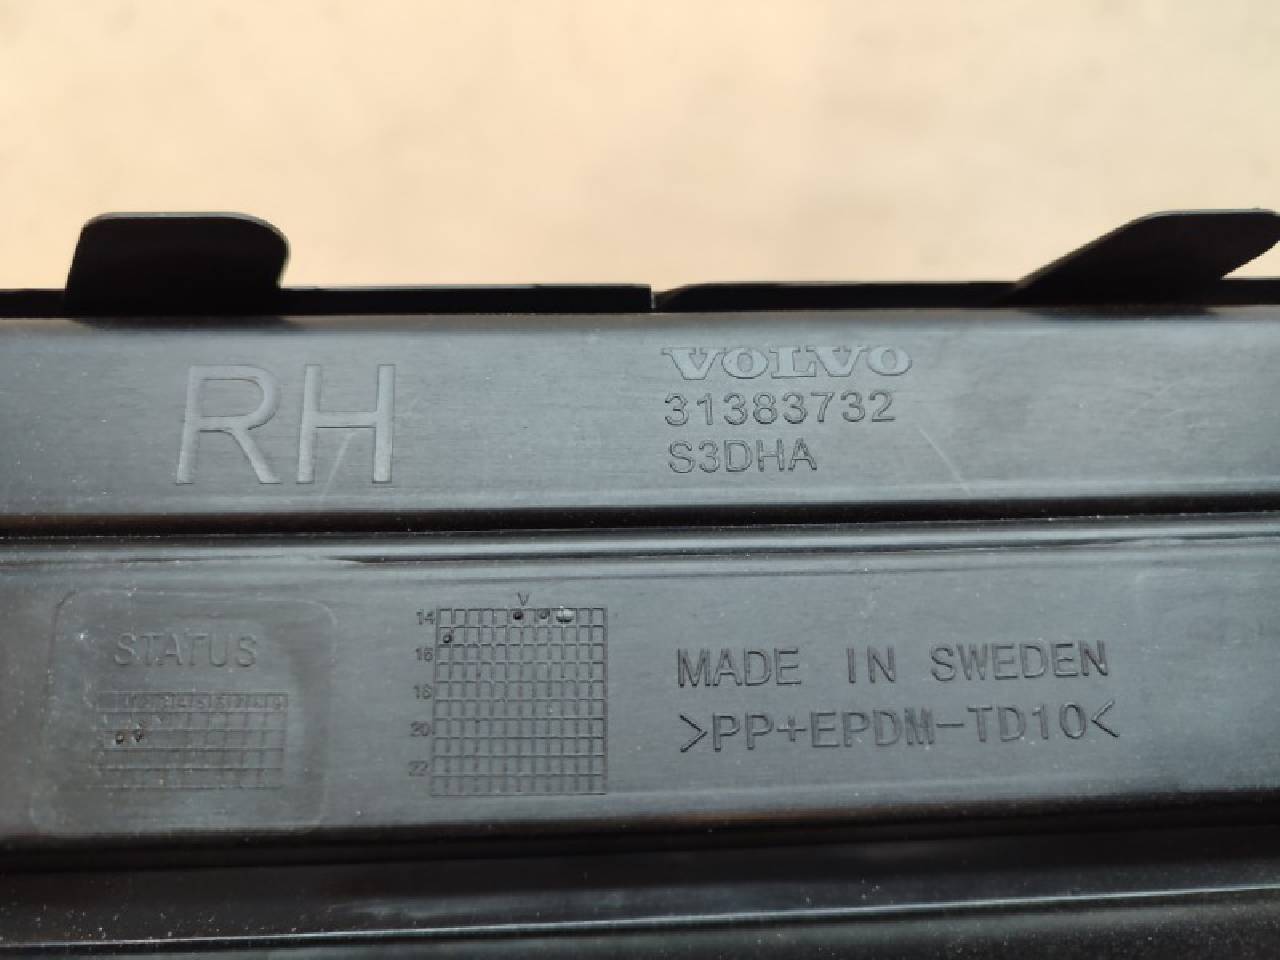 RH
VOLVO
31383732
S3DHA
STATUS
V
14
16
18
20
22
MADE IN SWEDEN
>PP+EPDM-TD10<